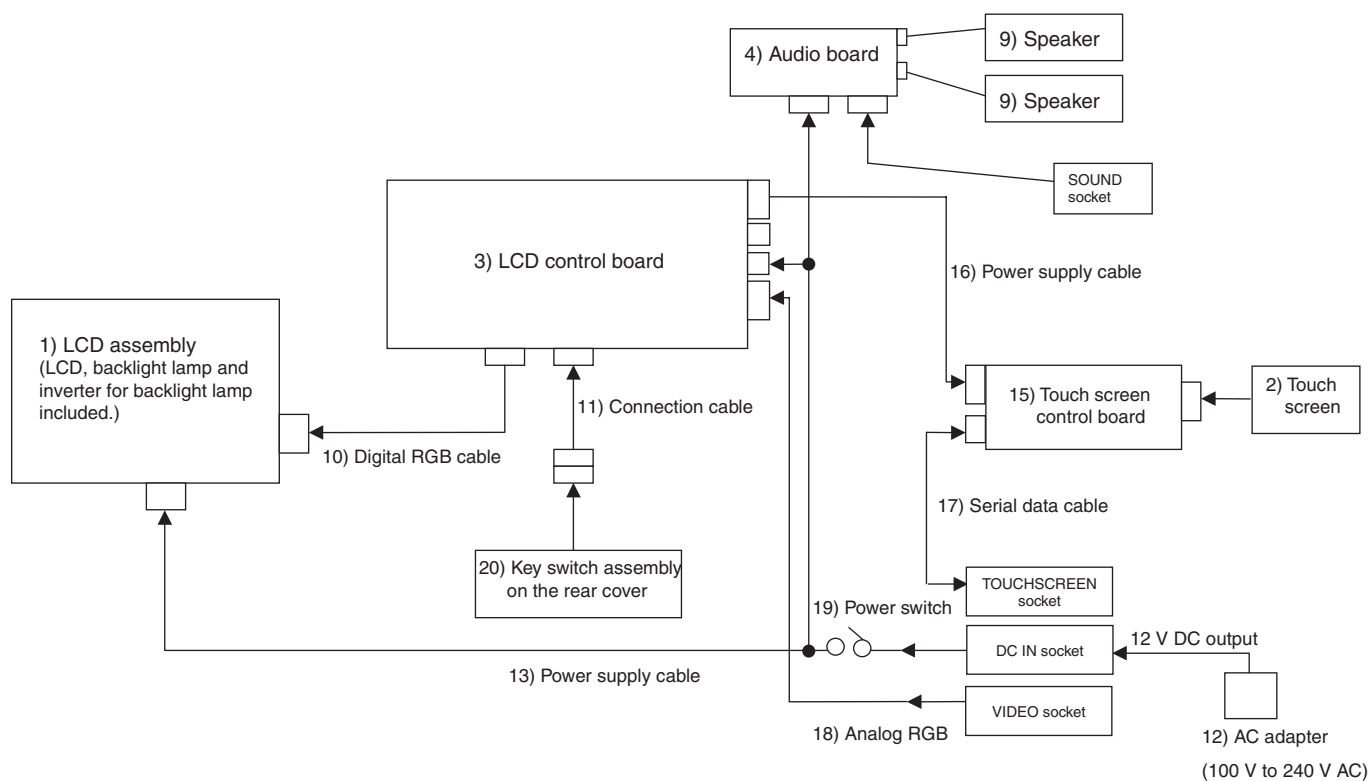 4) Audio board
9) Speaker
9) Speaker
SOUND
socket
3) LCD control board
16) Power supply cable
1) LCD assembly
(LCD, backlight lamp and
inverter for backlight lamp
included.)
11) Connection cable
10) Digital RGB cable
15) Touch screen
control board
2) Touch
screen
17) Serial data cable
20) Key switch assembly
on the rear cover
TOUCHSCREEN
socket
19) Power switch
DC IN socket
12 V DC output
13) Power supply cable
VIDEO socket
18) Analog RGB
12) AC adapter
(100 V to 240 V AC)